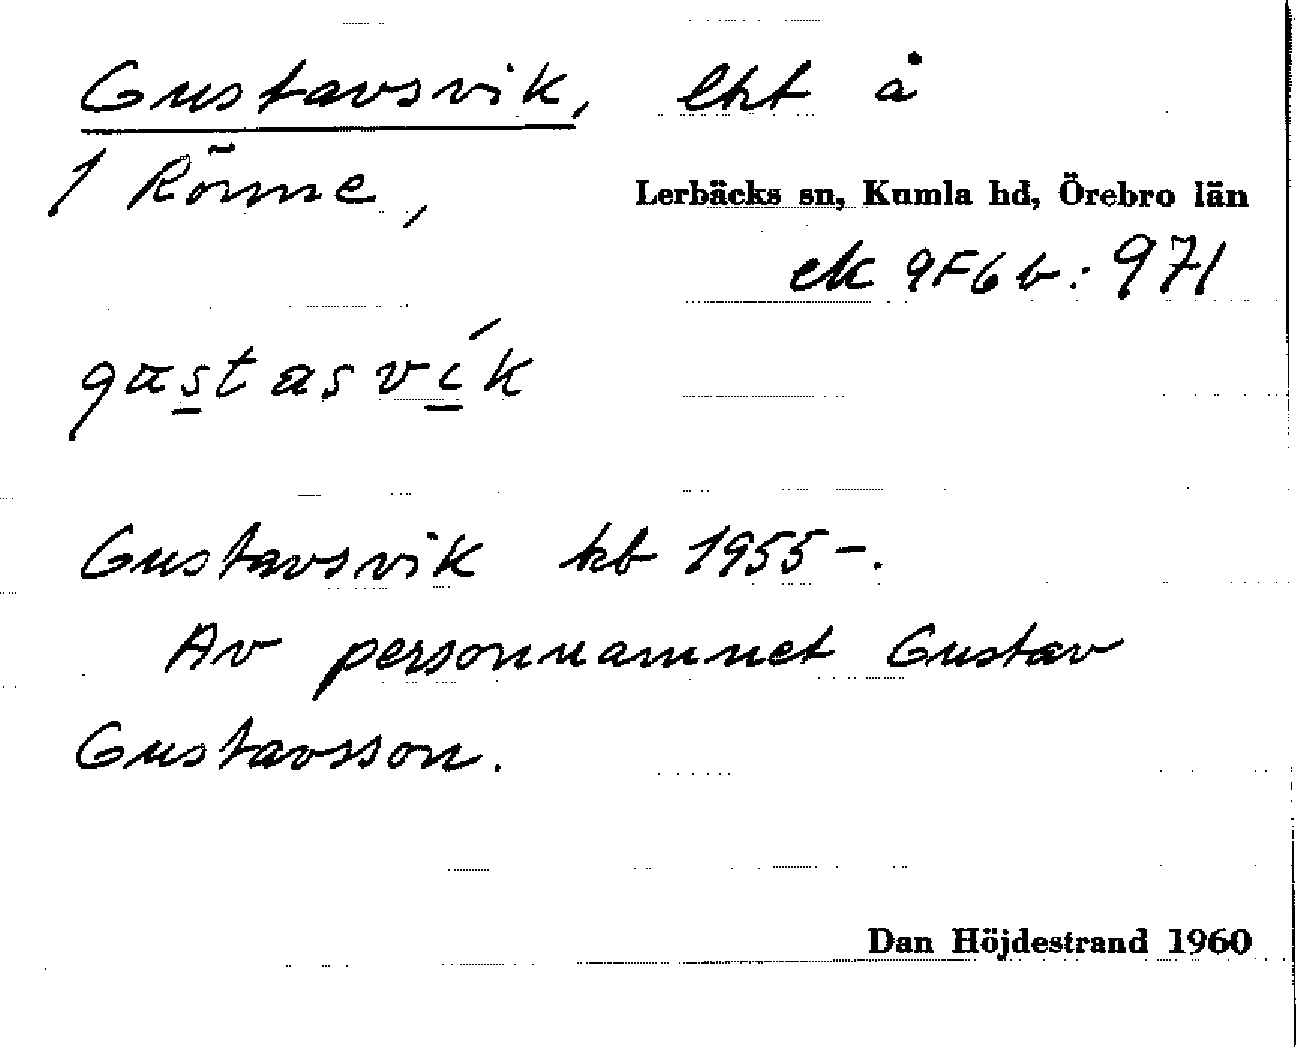 Gustavsvik, lht å
1 Rönne,
Lerbäcks sn, Kumla hd, Örebro län
ek 9F6b: 971
gustasvík
Gustavsvik kb 1955-.
Av personnamnet Gustav
Gustavsson.
Dan Höjdestrand 1960